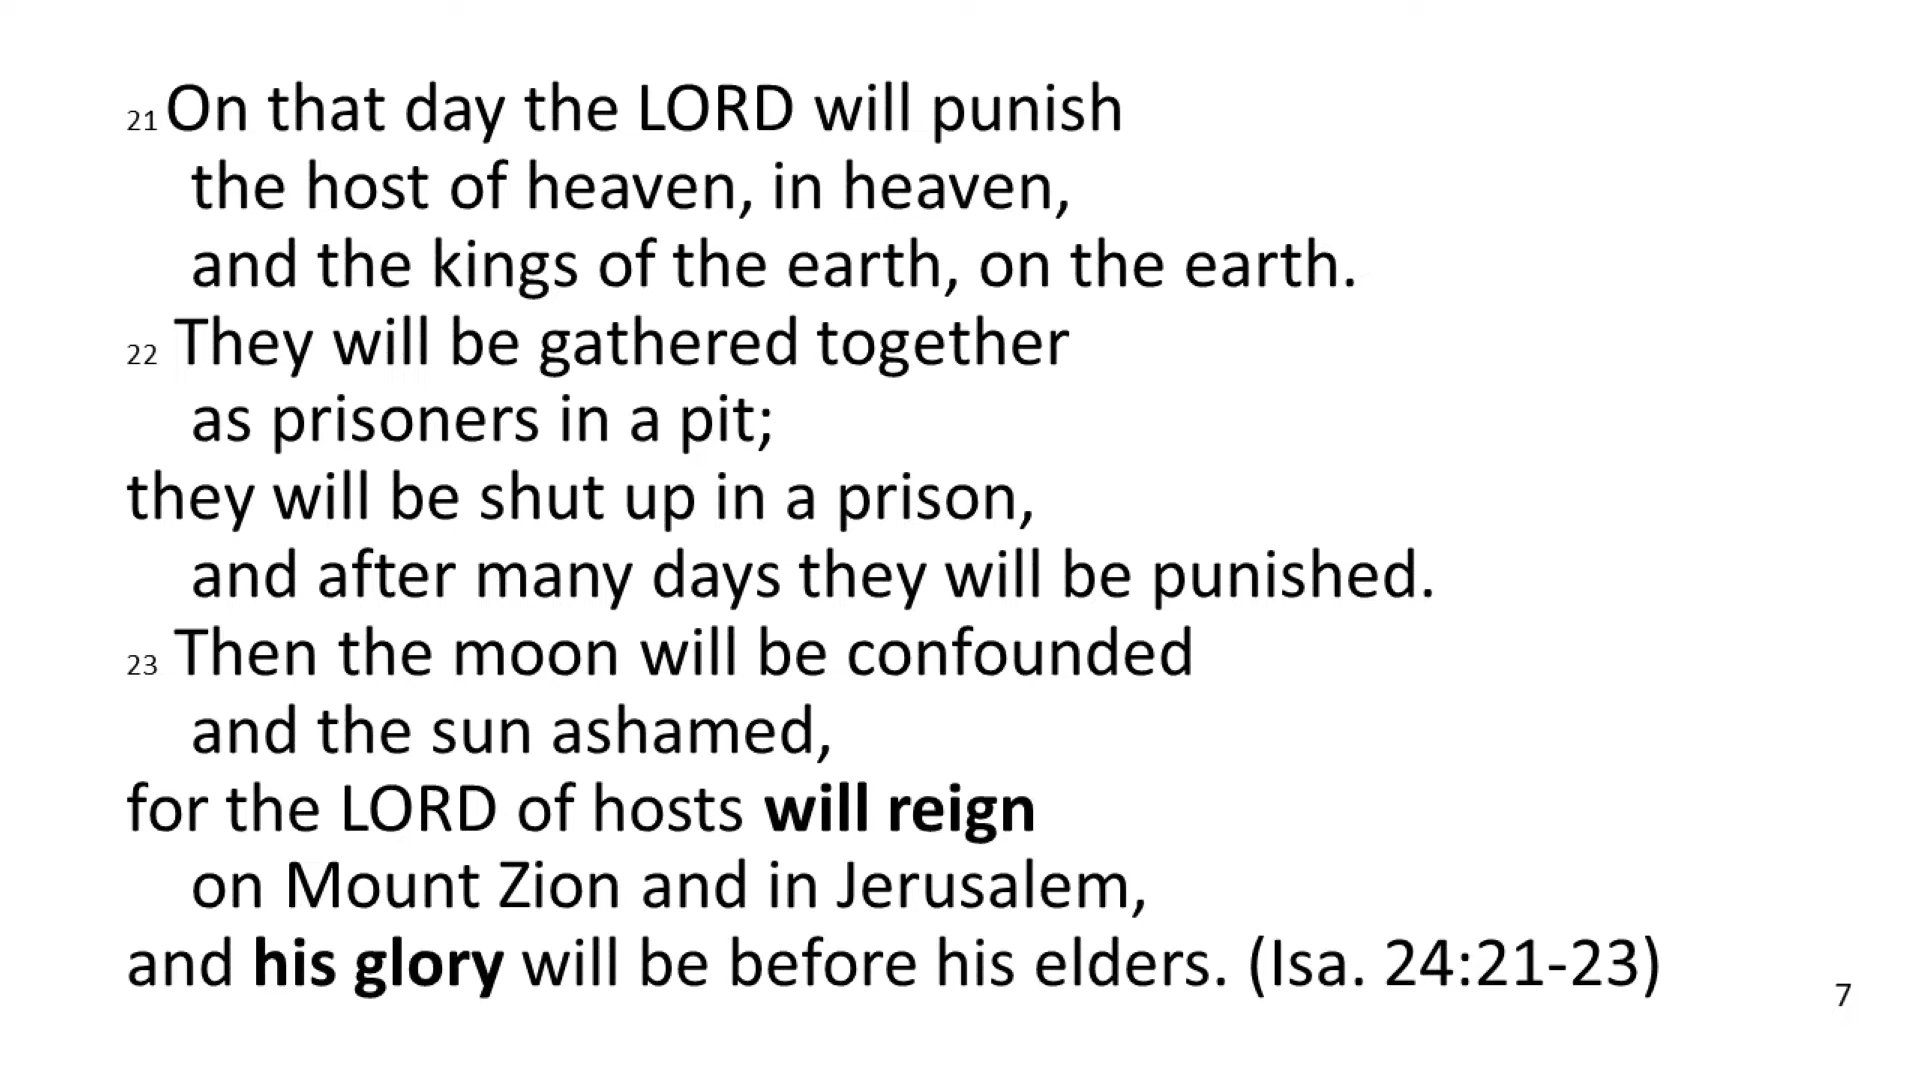 21 On that day the LORD will punish
the host of heaven, in heaven,
and the kings of the earth, on the earth.
22 They will be gathered together
as prisoners in a pit;
they will be shut up in a prison,
and after many days they will be punished.
23 Then the moon will be confounded
and the sun ashamed,
for the LORD of hosts will reign
on Mount Zion and in Jerusalem,
and his glory will be before his elders. (Isa. 24:21-23)
7